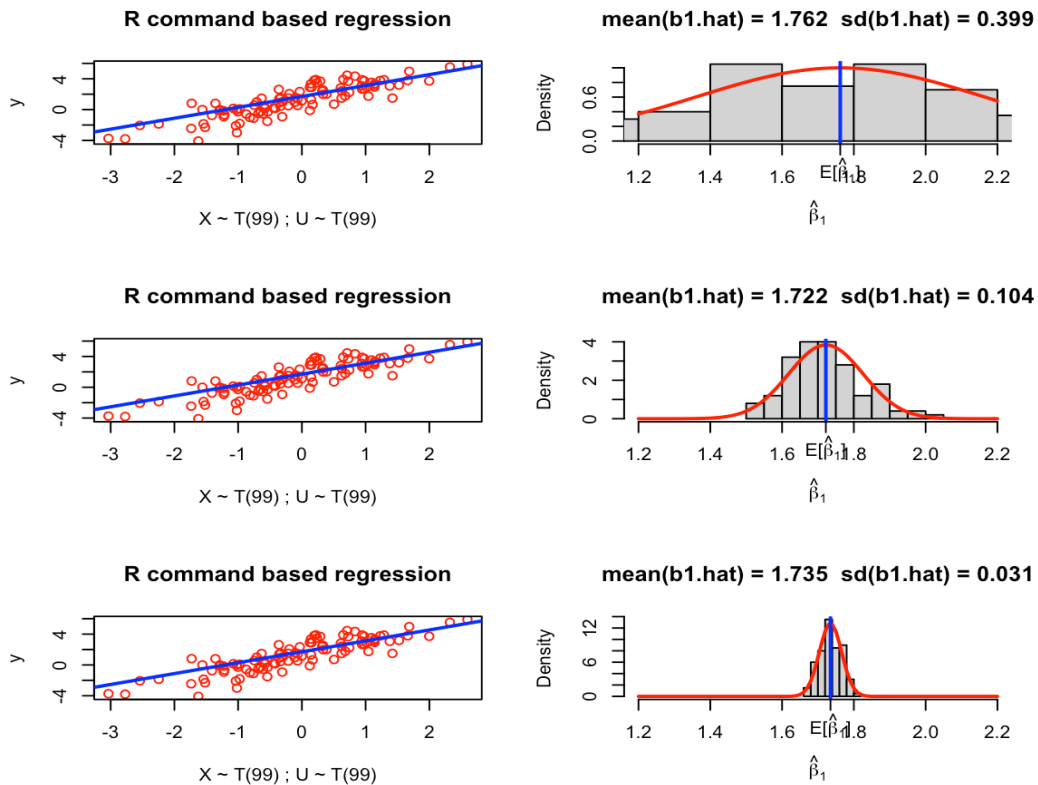 R command based regression
mean(b1.hat) = 1.762 sd(b1.hat) = 0.399
y
-4 0 4
-3 -2 -1 0 1 2
X ~ T(99) ; U ~ T(99)
Density
0.0 0.6
1.2 1.4 1.6 1.8 2.0 2.2
E[β̂₁]
β̂₁
R command based regression
mean(b1.hat) = 1.722 sd(b1.hat) = 0.104
y
-4 0 4
-3 -2 -1 0 1 2
X ~ T(99) ; U ~ T(99)
Density
0 2 4
1.2 1.4 1.6 1.8 2.0 2.2
E[β̂₁]
β̂₁
R command based regression
mean(b1.hat) = 1.735 sd(b1.hat) = 0.031
y
-4 0 4
-3 -2 -1 0 1 2
X ~ T(99) ; U ~ T(99)
Density
0 6 12
1.2 1.4 1.6 1.8 2.0 2.2
E[β̂₁]
β̂₁